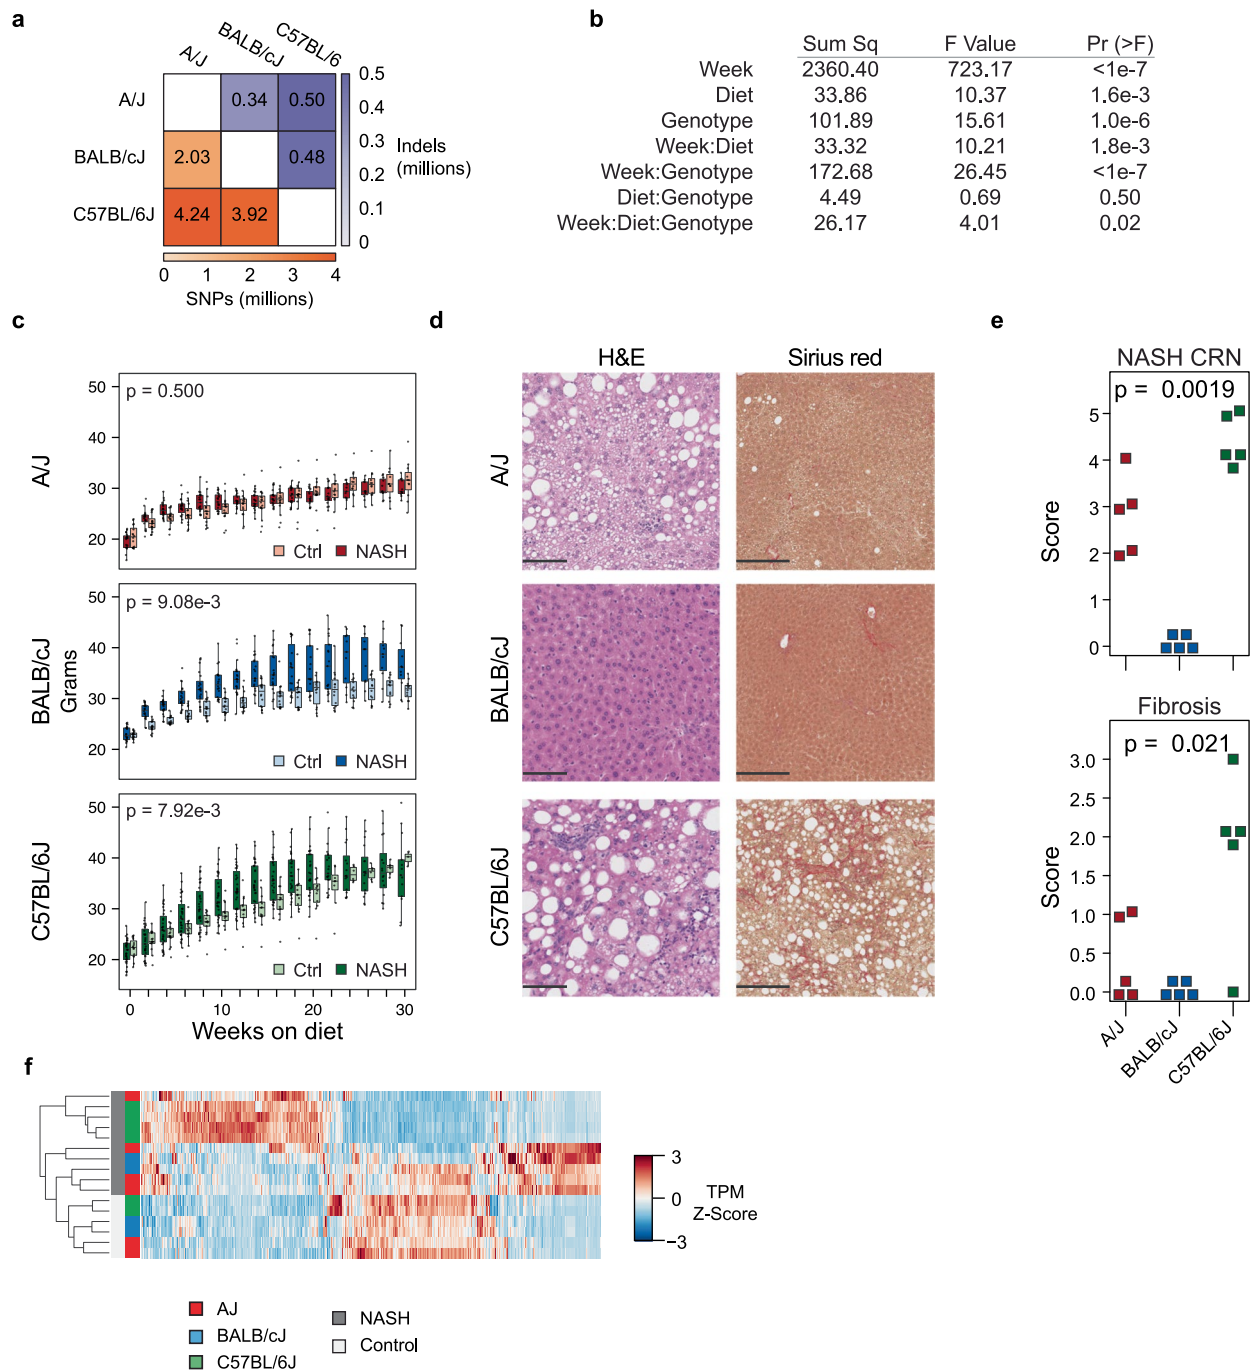 a
A/J
BALB/cJ
C57BL/6
A/J
0.34
0.50
BALB/cJ
2.03
0.48
C57BL/6J
4.24
3.92
0.5
0.4
0.3
0.2
0.1
0
Indels
(millions)
0 1 2 3 4
SNPs (millions)
b
Sum Sq F Value Pr (>F)
Week 2360.40 723.17 <1e-7
Diet 33.86 10.37 1.6e-3
Genotype 101.89 15.61 1.0e-6
Week:Diet 33.32 10.21 1.8e-3
Week:Genotype 172.68 26.45 <1e-7
Diet:Genotype 4.49 0.69 0.50
Week:Diet:Genotype 26.17 4.01 0.02
c
A/J
50
40
30
20
p = 0.500
Ctrl NASH
BALB/cJ
Grams
50
40
30
20
p = 9.08e-3
Ctrl NASH
C57BL/6J
50
40
30
20
p = 7.92e-3
Ctrl NASH
0 10 20 30
Weeks on diet
d
H&E Sirius red
A/J
BALB/cJ
C57BL/6J
e
NASH CRN
p = 0.0019
Score
5
4
3
2
1
0
Fibrosis
p = 0.021
Score
3.0
2.5
2.0
1.5
1.0
0.5
0.0
A/J
BALB/cJ
C57BL/6J
f
3
0
−3
TPM
Z-Score
AJ
BALB/cJ
C57BL/6J
NASH
Control